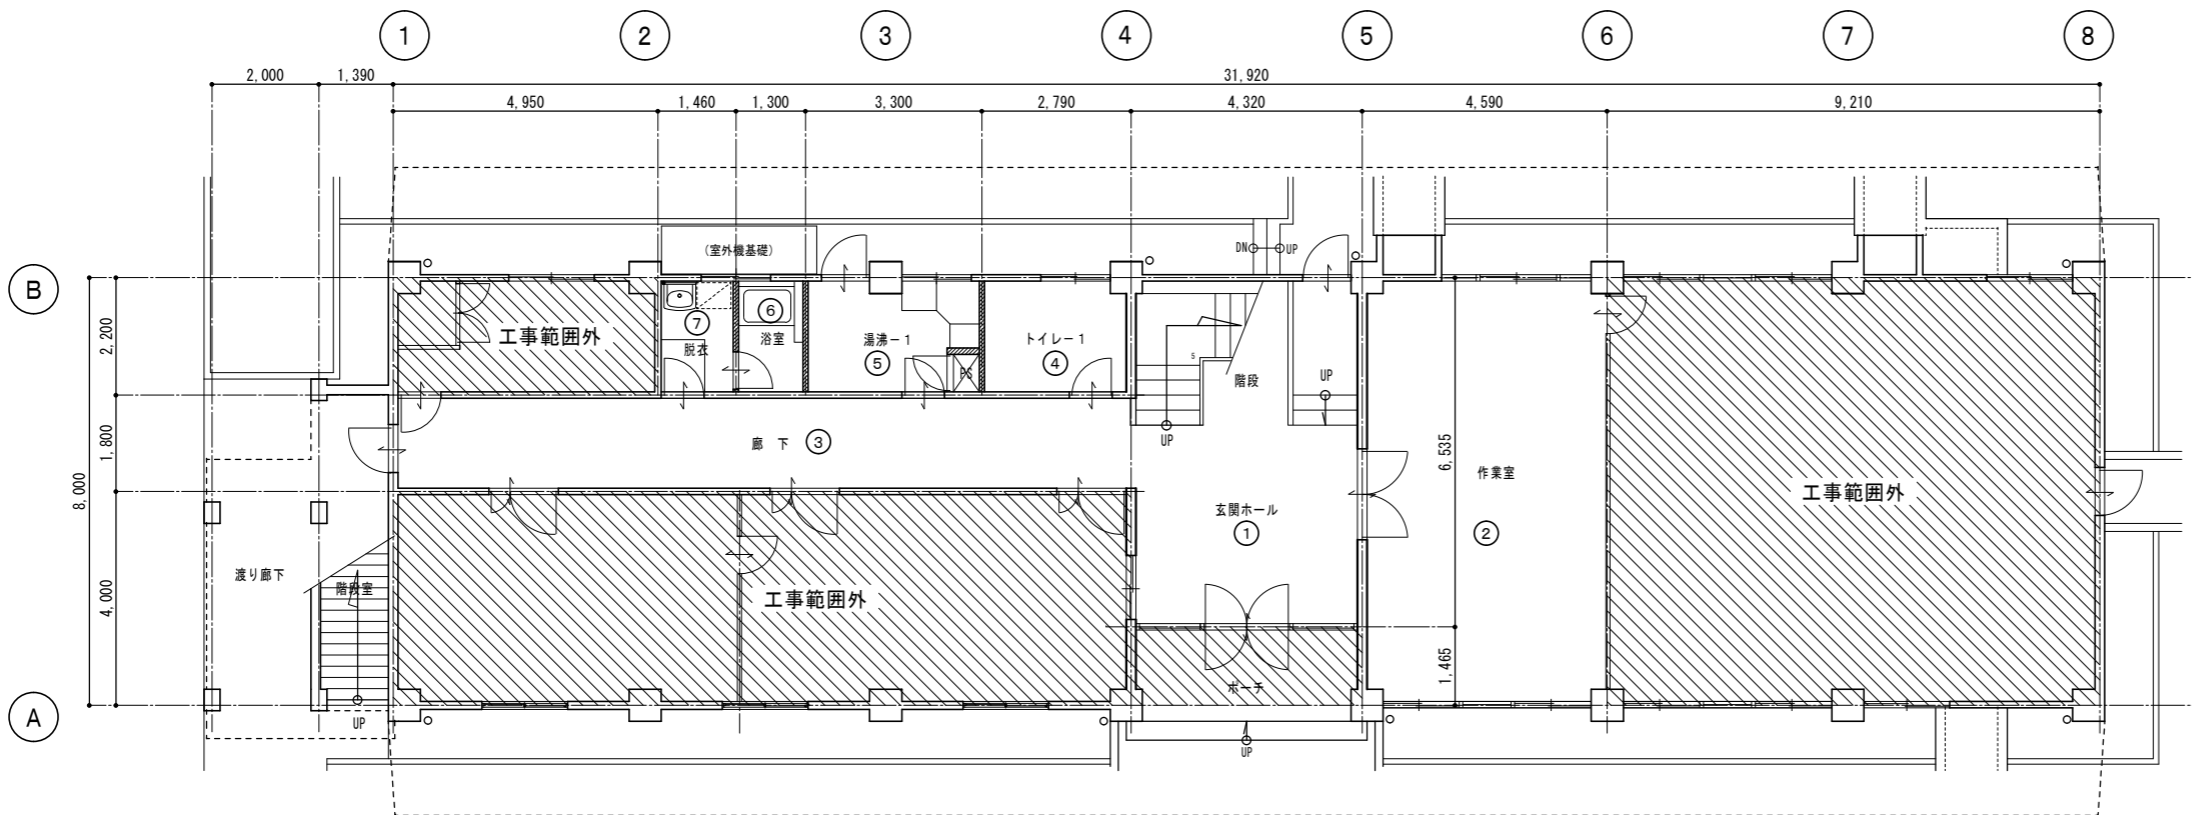 1 2 3 4 5 6 7 8
2,000 1,390 31,920
4,950 1,460 1,300 3,300 2,790 4,320 4,590 9,210
(室外機基礎)
DN UP
B
⑦ ⑥
工事範囲外
脱衣 浴室 湯沸-1 トイレ-1
⑤ ④
PS
5
階段 UP
2,200
UP
廊 下 ③
1,800
8,000
6,535
作業室
工事範囲外
玄関ホール
① ②
渡り廊下 階段室
4,000
工事範囲外
1,465
ポーチ
A
UP UP